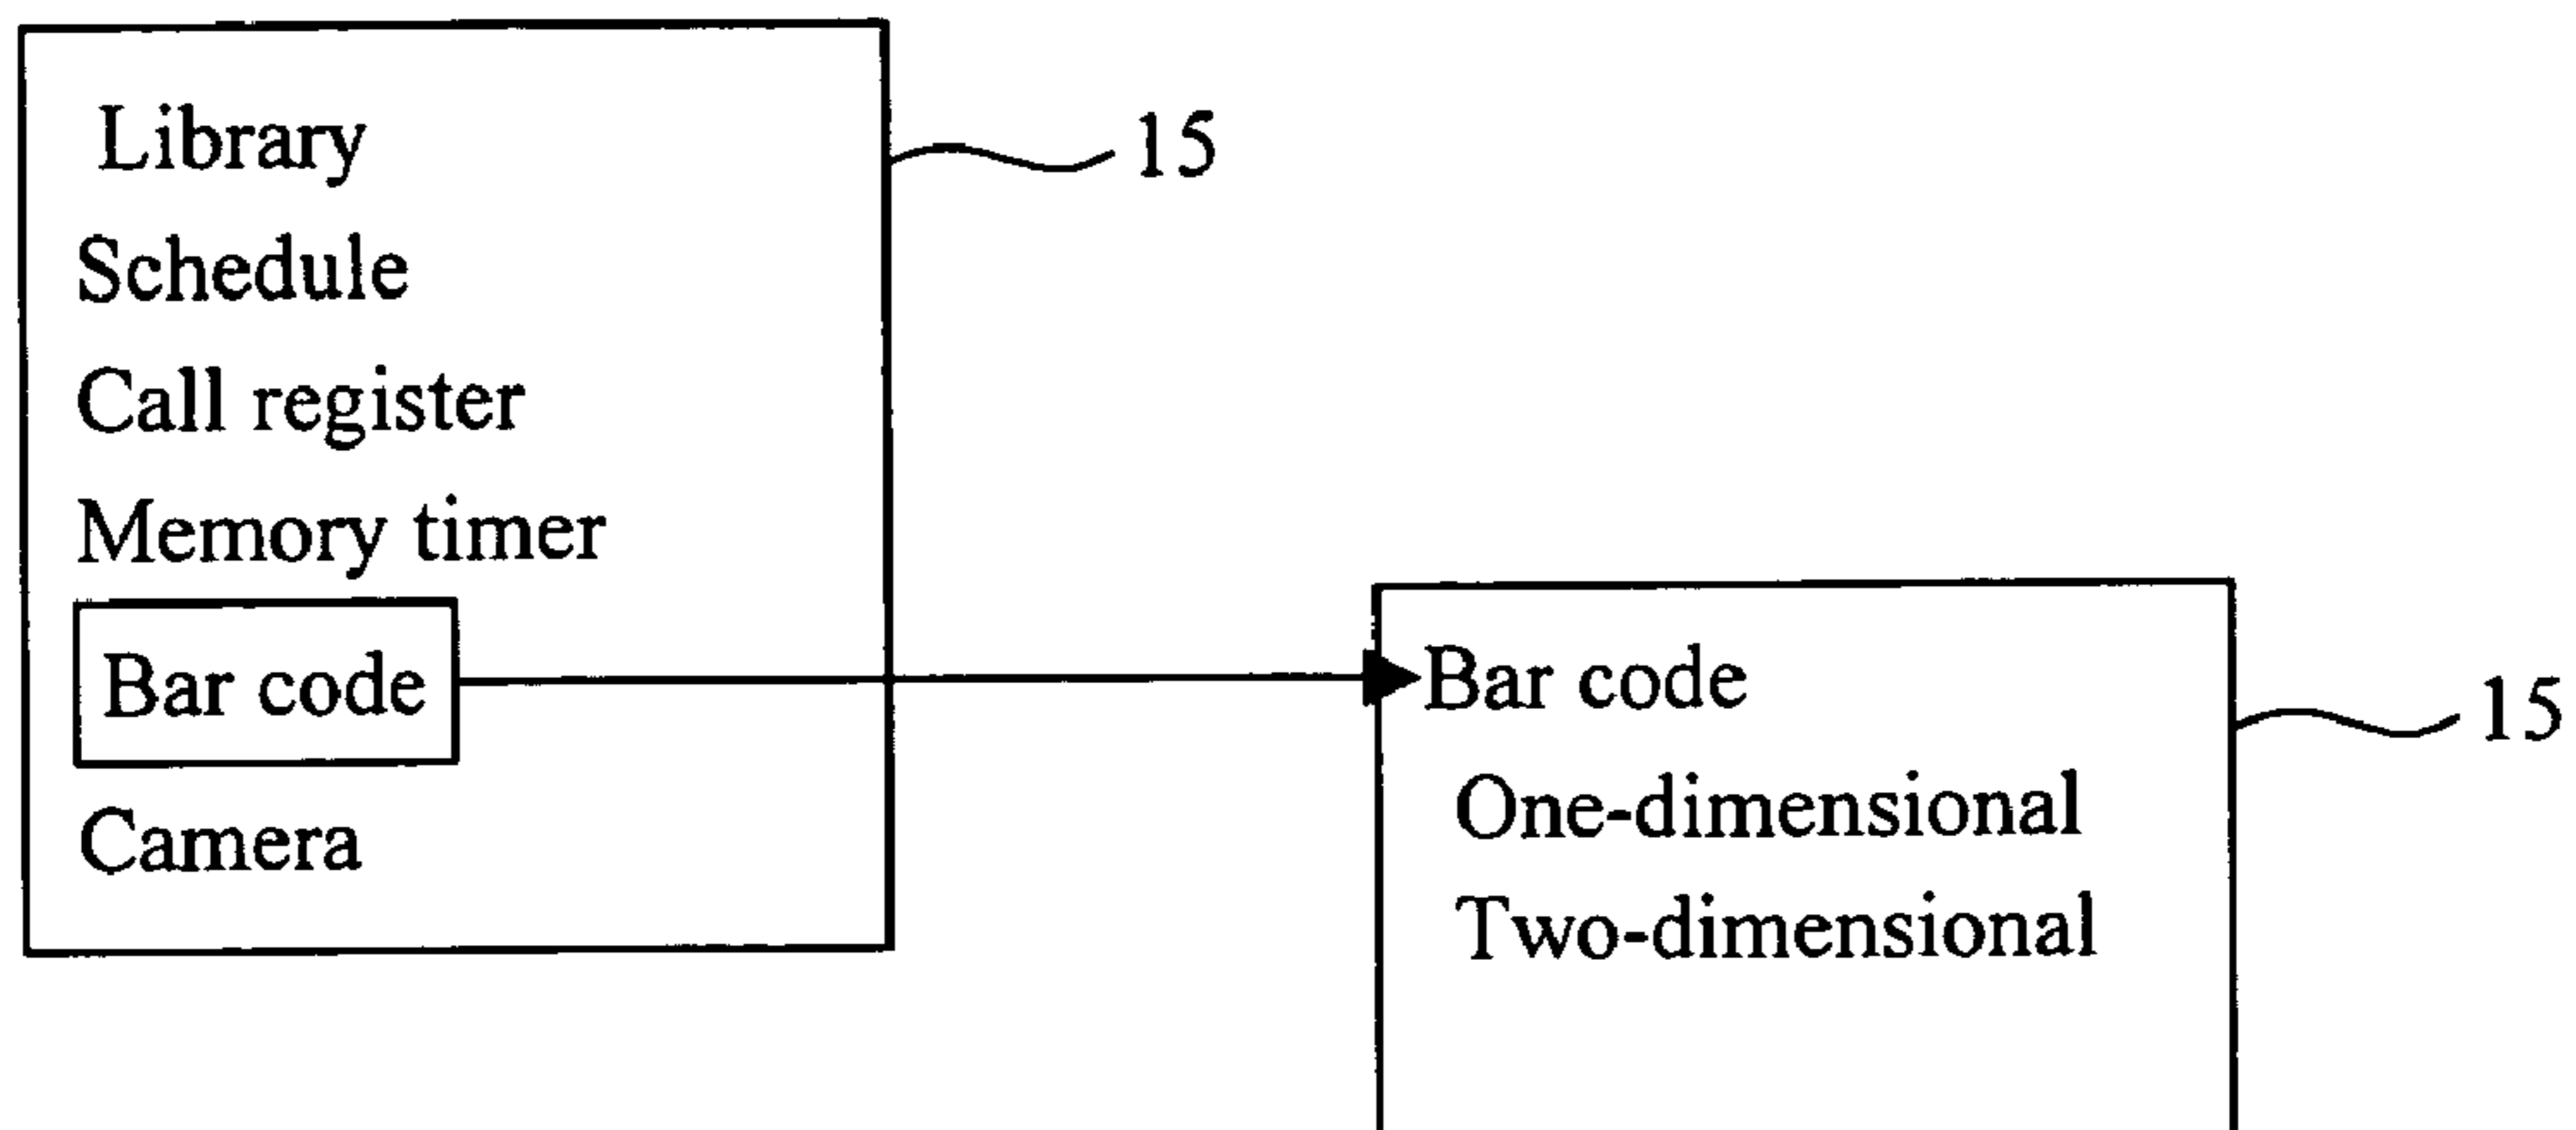 Library
Schedule
Call register
Memory timer
Bar code
Camera
15
Bar code
One-dimensional
Two-dimensional
15